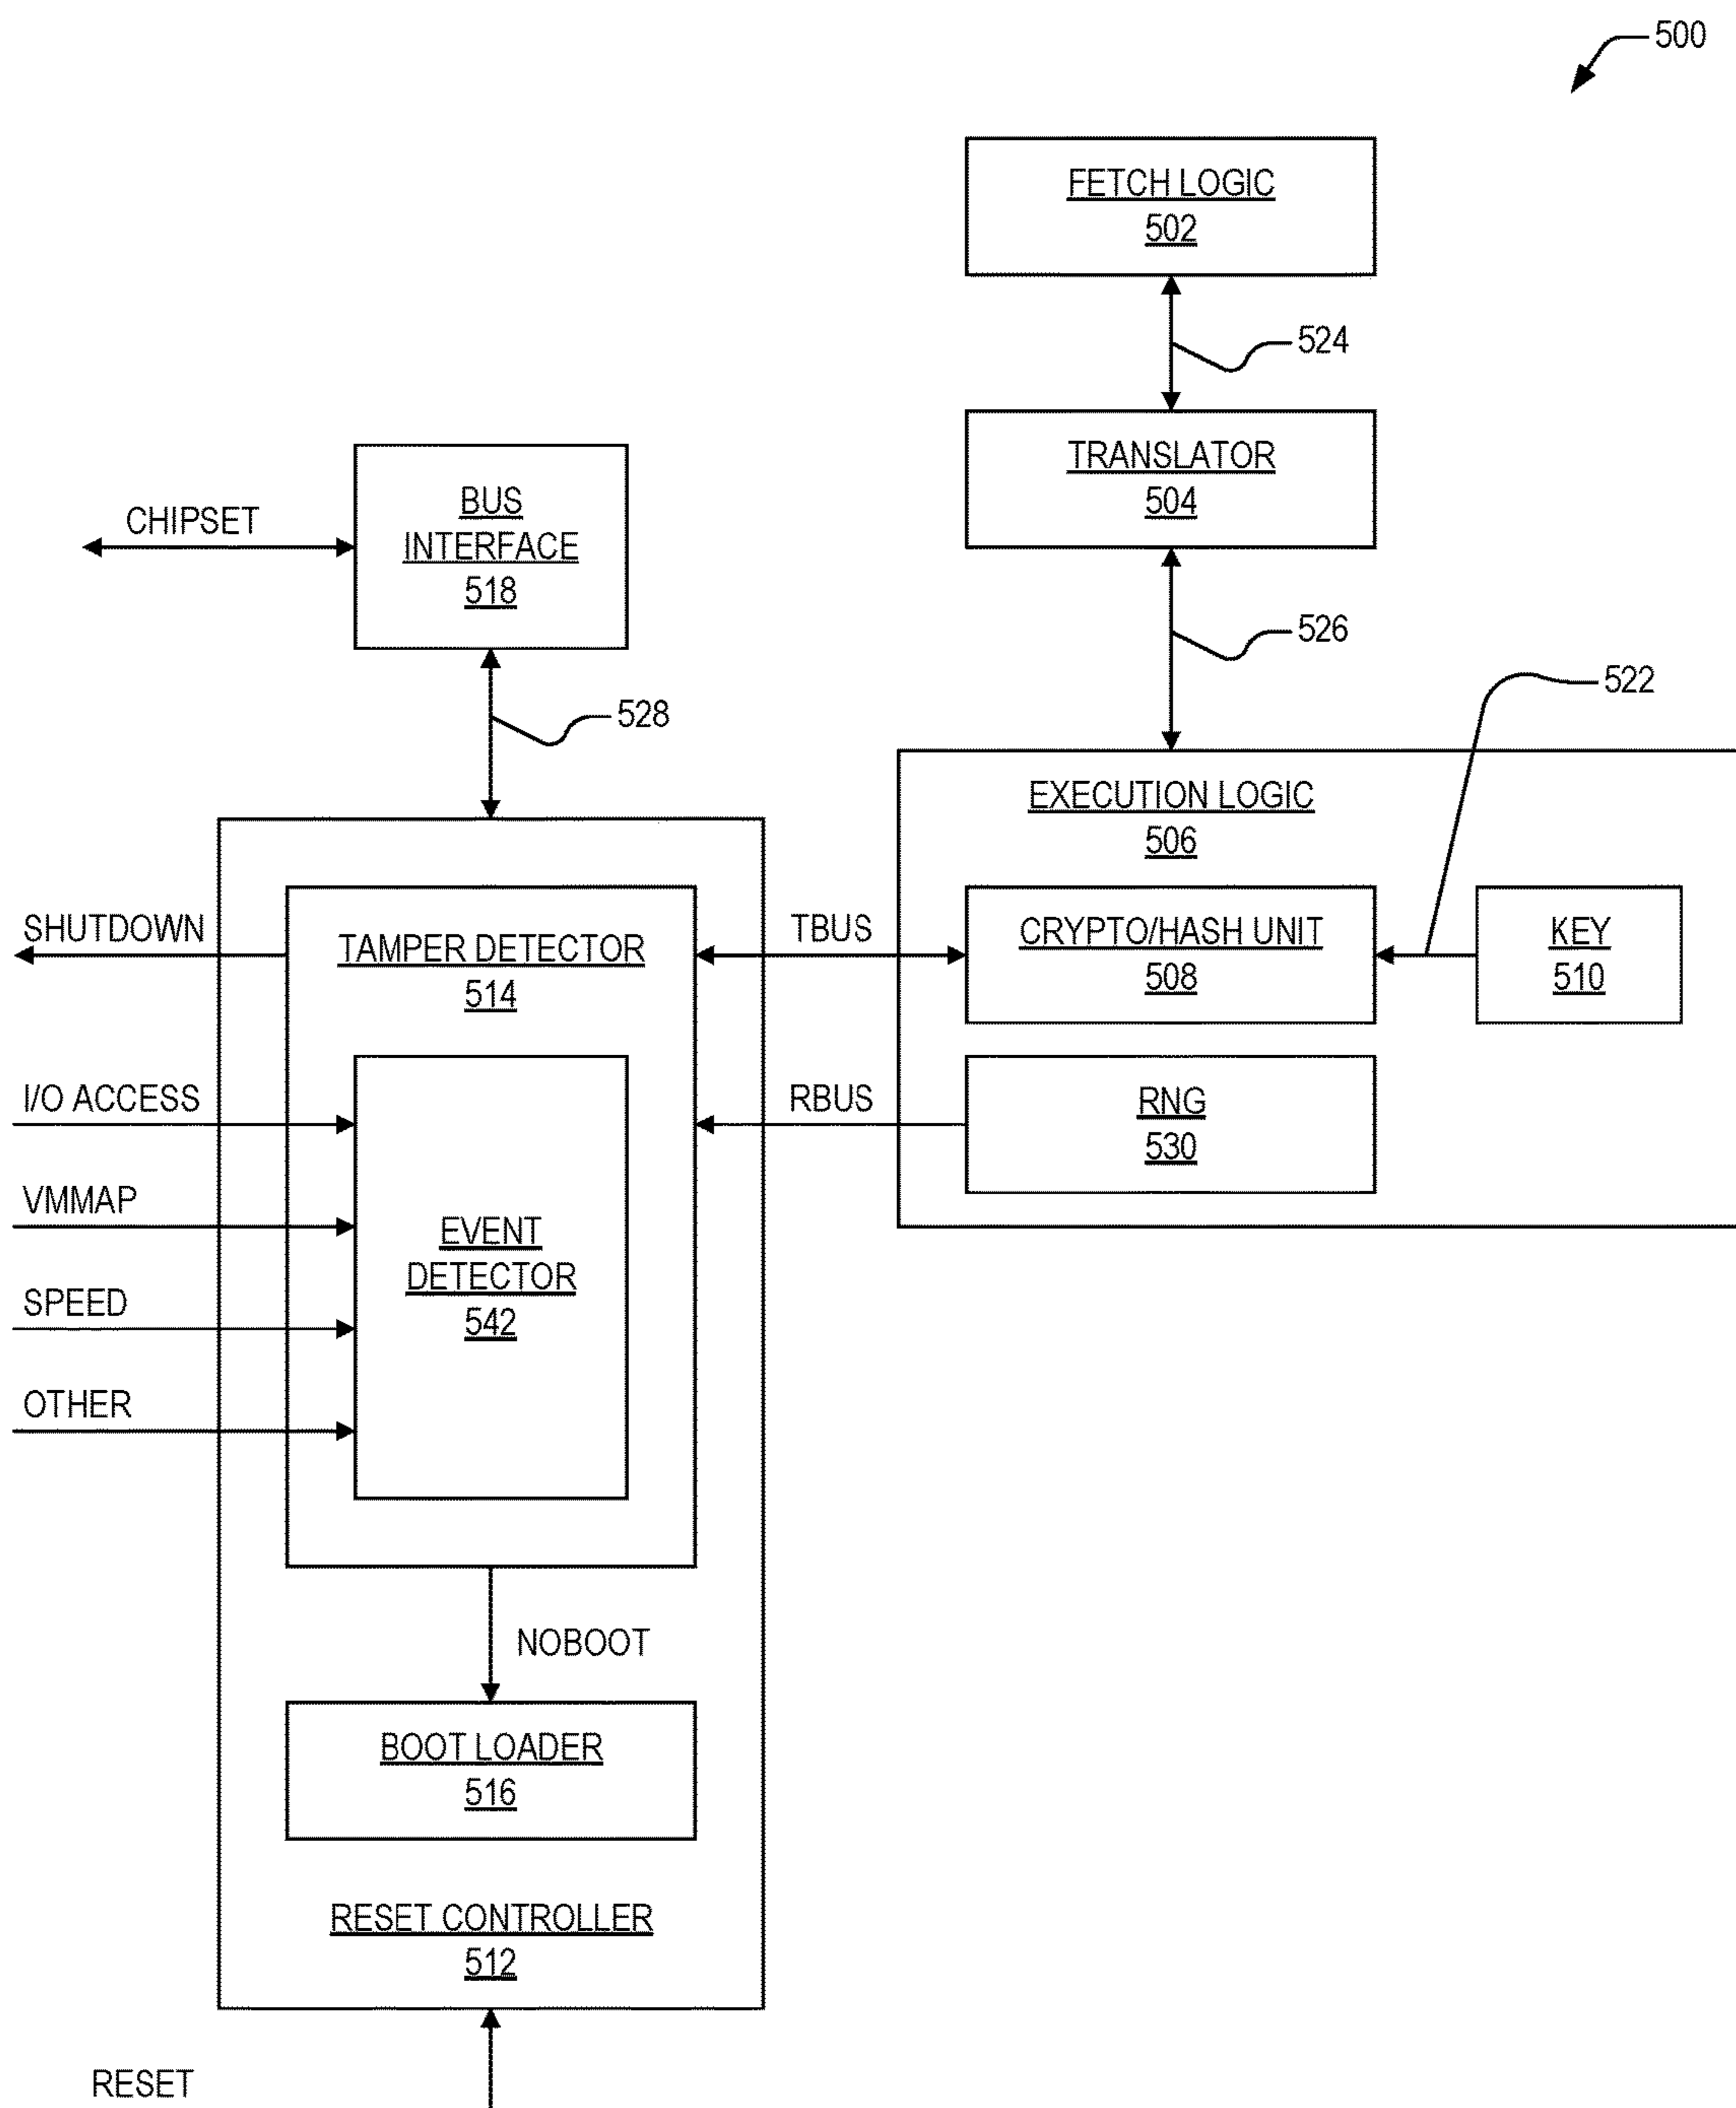 500
FETCH LOGIC
502
524
TRANSLATOR
504
BUS
INTERFACE
518
CHIPSET
526
522
528
EXECUTION LOGIC
506
SHUTDOWN
TAMPER DETECTOR
514
TBUS
CRYPTO/HASH UNIT
508
KEY
510
I/O ACCESS
RBUS
RNG
530
VMMAP
EVENT
DETECTOR
542
SPEED
OTHER
NOBOOT
BOOT LOADER
516
RESET CONTROLLER
512
RESET